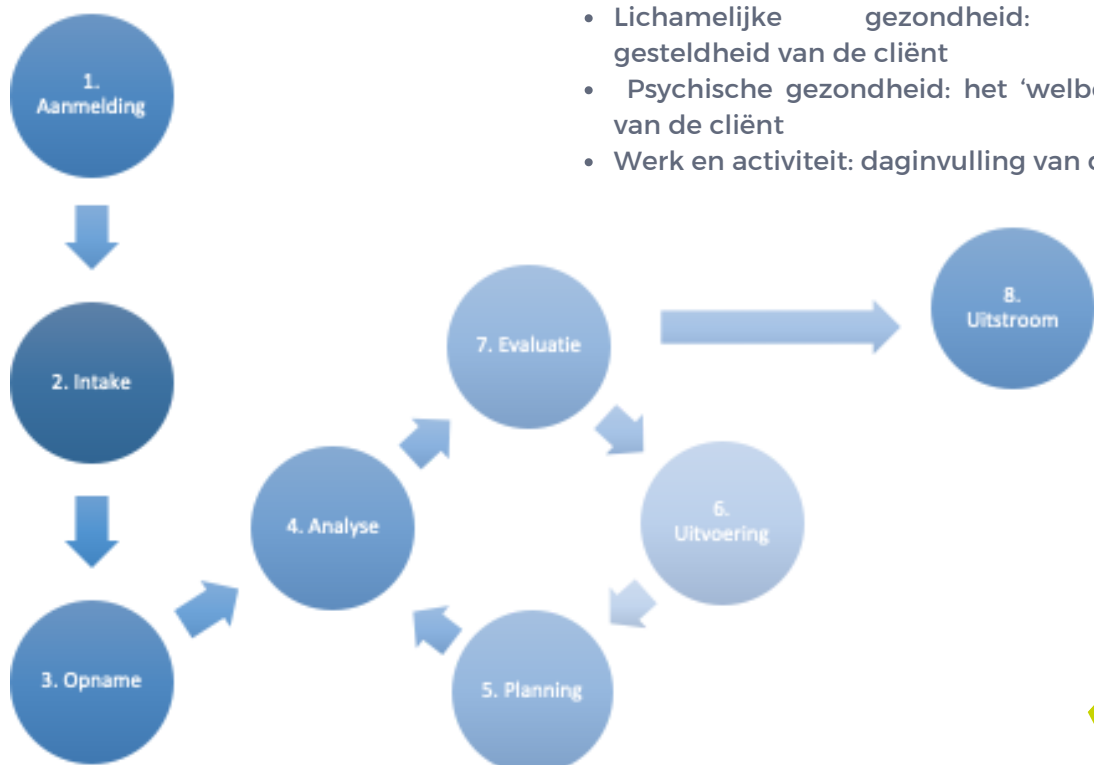 • Lichamelijke gezondheid:
gesteldheid van de cliënt
• Psychische gezondheid: het ‘welb
van de cliënt
• Werk en activiteit: daginvulling van
1.
Aanmelding
2. Intake
3. Opname
4. Analyse
7. Evaluatie
6.
Uitvoering
5. Planning
8.
Uitstroom